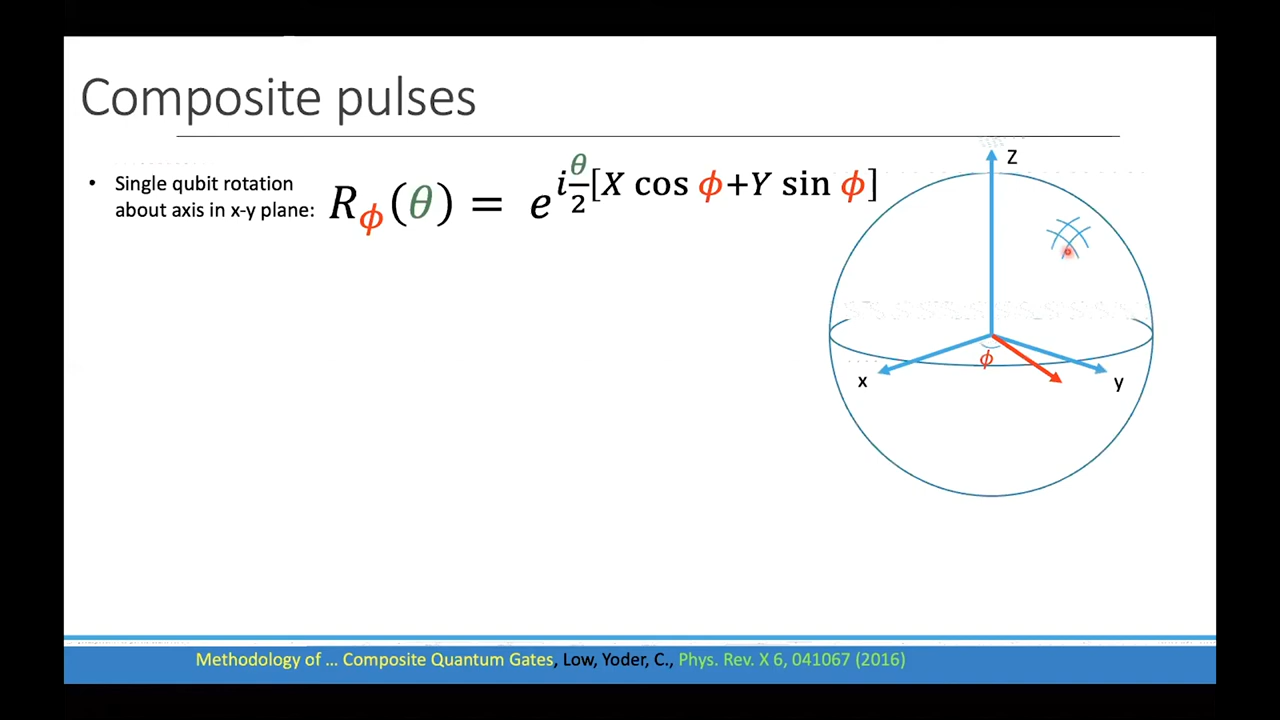 Composite pulses
• Single qubit rotation
about axis in x-y plane:
R_ϕ(θ) = e^{i θ/2 [X cos ϕ+Y sin ϕ]}
z
ϕ
x
y
Methodology of … Composite Quantum Gates, Low, Yoder, C., Phys. Rev. X 6, 041067 (2016)